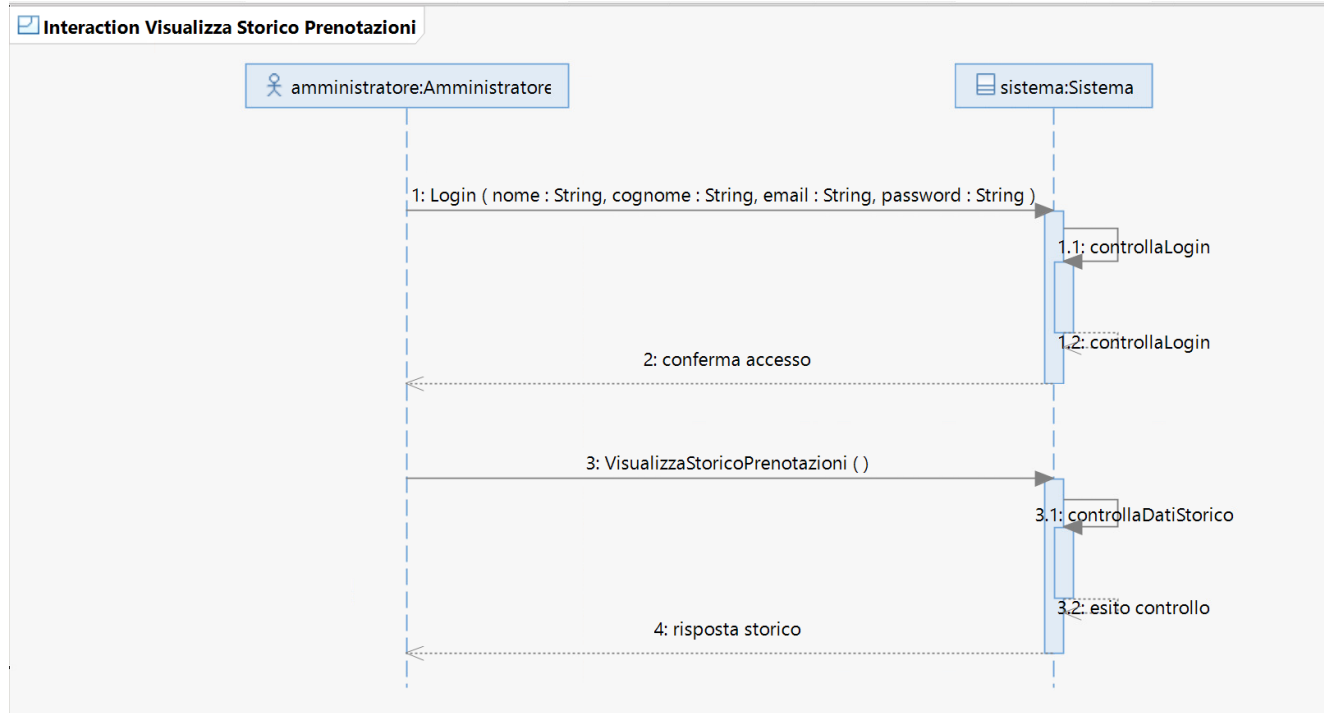 Interaction Visualizza Storico Prenotazioni
amministratore:Amministratore
sistema:Sistema
1: Login ( nome : String, cognome : String, email : String, password : String )
1.1: controllaLogin
1.2: controllaLogin
2: conferma accesso
3: VisualizzaStoricoPrenotazioni ( )
3.1: controllaDatiStorico
3.2: esito controllo
4: risposta storico